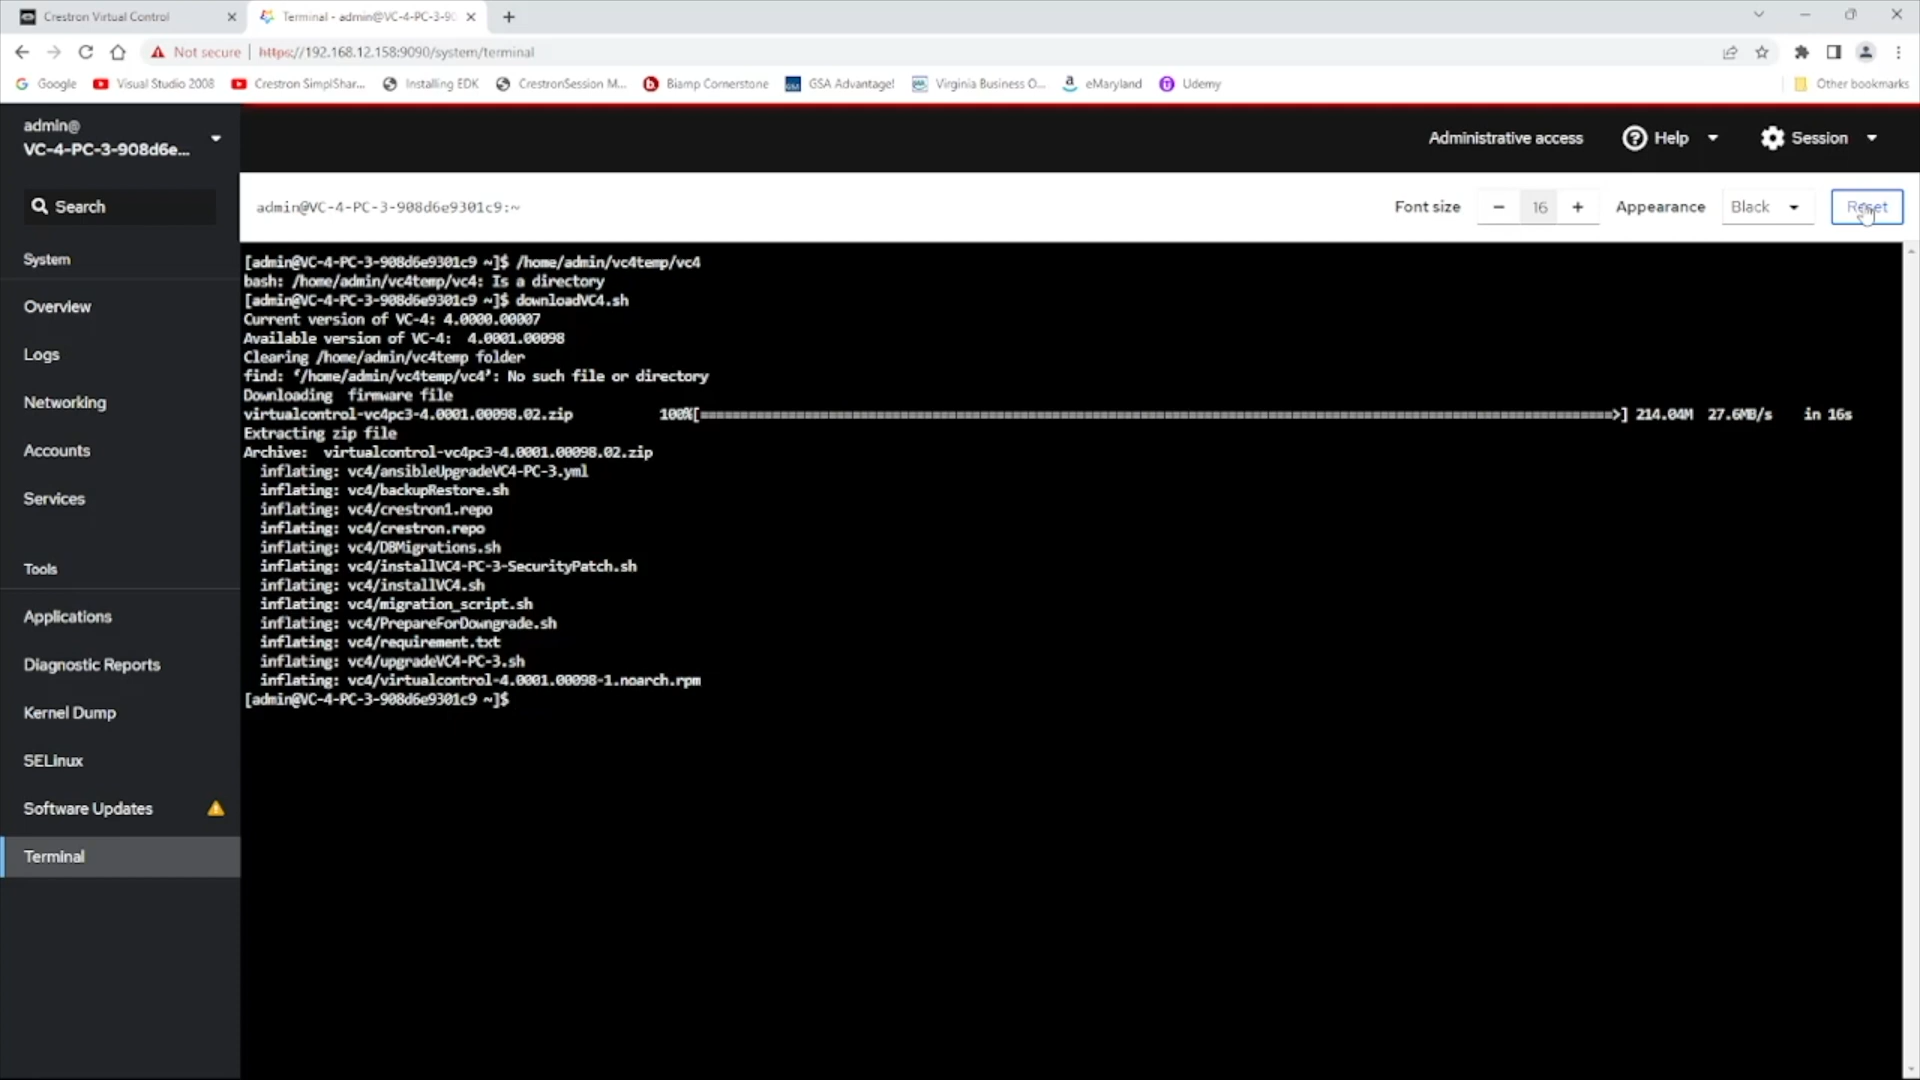 Crestron Virtual Control
Terminal - admin@VC-4-PC-3-90
Not secure | https://192.168.12.158:9090/system/terminal
Google Visual Studio 2008 Crestron SimplShar... Installing EDK CrestronSession M... Biamp Cornerstone GSA Advantage! Virginia Business O... eMaryland Udemy Other bookmarks
admin@
VC-4-PC-3-908d6e...
Administrative access Help Session
Search
admin@VC-4-PC-3-908d6e9301c9:~
Font size − 16 + Appearance Black Reset
System
Overview
Logs
Networking
Accounts
Services
Tools
Applications
Diagnostic Reports
Kernel Dump
SELinux
Software Updates
Terminal
[admin@VC-4-PC-3-908d6e9301c9 ~]$ /home/admin/vc4temp/vc4
bash: /home/admin/vc4temp/vc4: Is a directory
[admin@VC-4-PC-3-908d6e9301c9 ~]$ downloadVC4.sh
Current version of VC-4: 4.0000.00007
Available version of VC-4:  4.0001.00098
Clearing /home/admin/vc4temp folder
find: ‘/home/admin/vc4temp/vc4’: No such file or directory
Downloading  firmware file
virtualcontrol-vc4pc3-4.0001.00098.02.zip 100%[==================================================>] 214.04M 27.6MB/s in 16s
Extracting zip file
Archive:  virtualcontrol-vc4pc3-4.0001.00098.02.zip
inflating: vc4/ansibleUpgradeVC4-PC-3.yml
inflating: vc4/backupRestore.sh
inflating: vc4/crestron1.repo
inflating: vc4/crestron.repo
inflating: vc4/DBMigrations.sh
inflating: vc4/installVC4-PC-3-SecurityPatch.sh
inflating: vc4/installVC4.sh
inflating: vc4/migration_script.sh
inflating: vc4/PrepareForDowngrade.sh
inflating: vc4/requirement.txt
inflating: vc4/upgradeVC4-PC-3.sh
inflating: vc4/virtualcontrol-4.0001.00098-1.noarch.rpm
[admin@VC-4-PC-3-908d6e9301c9 ~]$